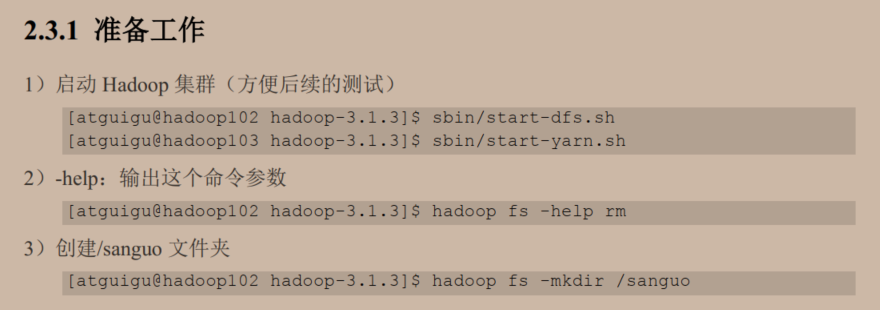 2.3.1 准备工作
1）启动 Hadoop 集群（方便后续的测试）
[atguigu@hadoop102 hadoop-3.1.3]$ sbin/start-dfs.sh
[atguigu@hadoop103 hadoop-3.1.3]$ sbin/start-yarn.sh
2）-help：输出这个命令参数
[atguigu@hadoop102 hadoop-3.1.3]$ hadoop fs -help rm
3）创建/sanguo 文件夹
[atguigu@hadoop102 hadoop-3.1.3]$ hadoop fs -mkdir /sanguo